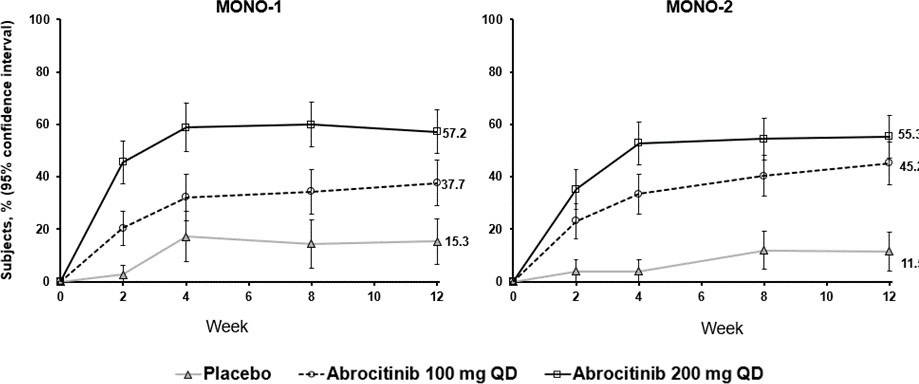 MONO-1
MONO-2
Subjects, % (95% confidence interval)
100
80
60
40
20
0
57.2
37.7
15.3
0 2 4 6 8 10 12
Week
100
80
60
40
20
0
55.3
45.2
11.5
0 2 4 6 8 10 12
Week
Placebo Abrocitinib 100 mg QD Abrocitinib 200 mg QD